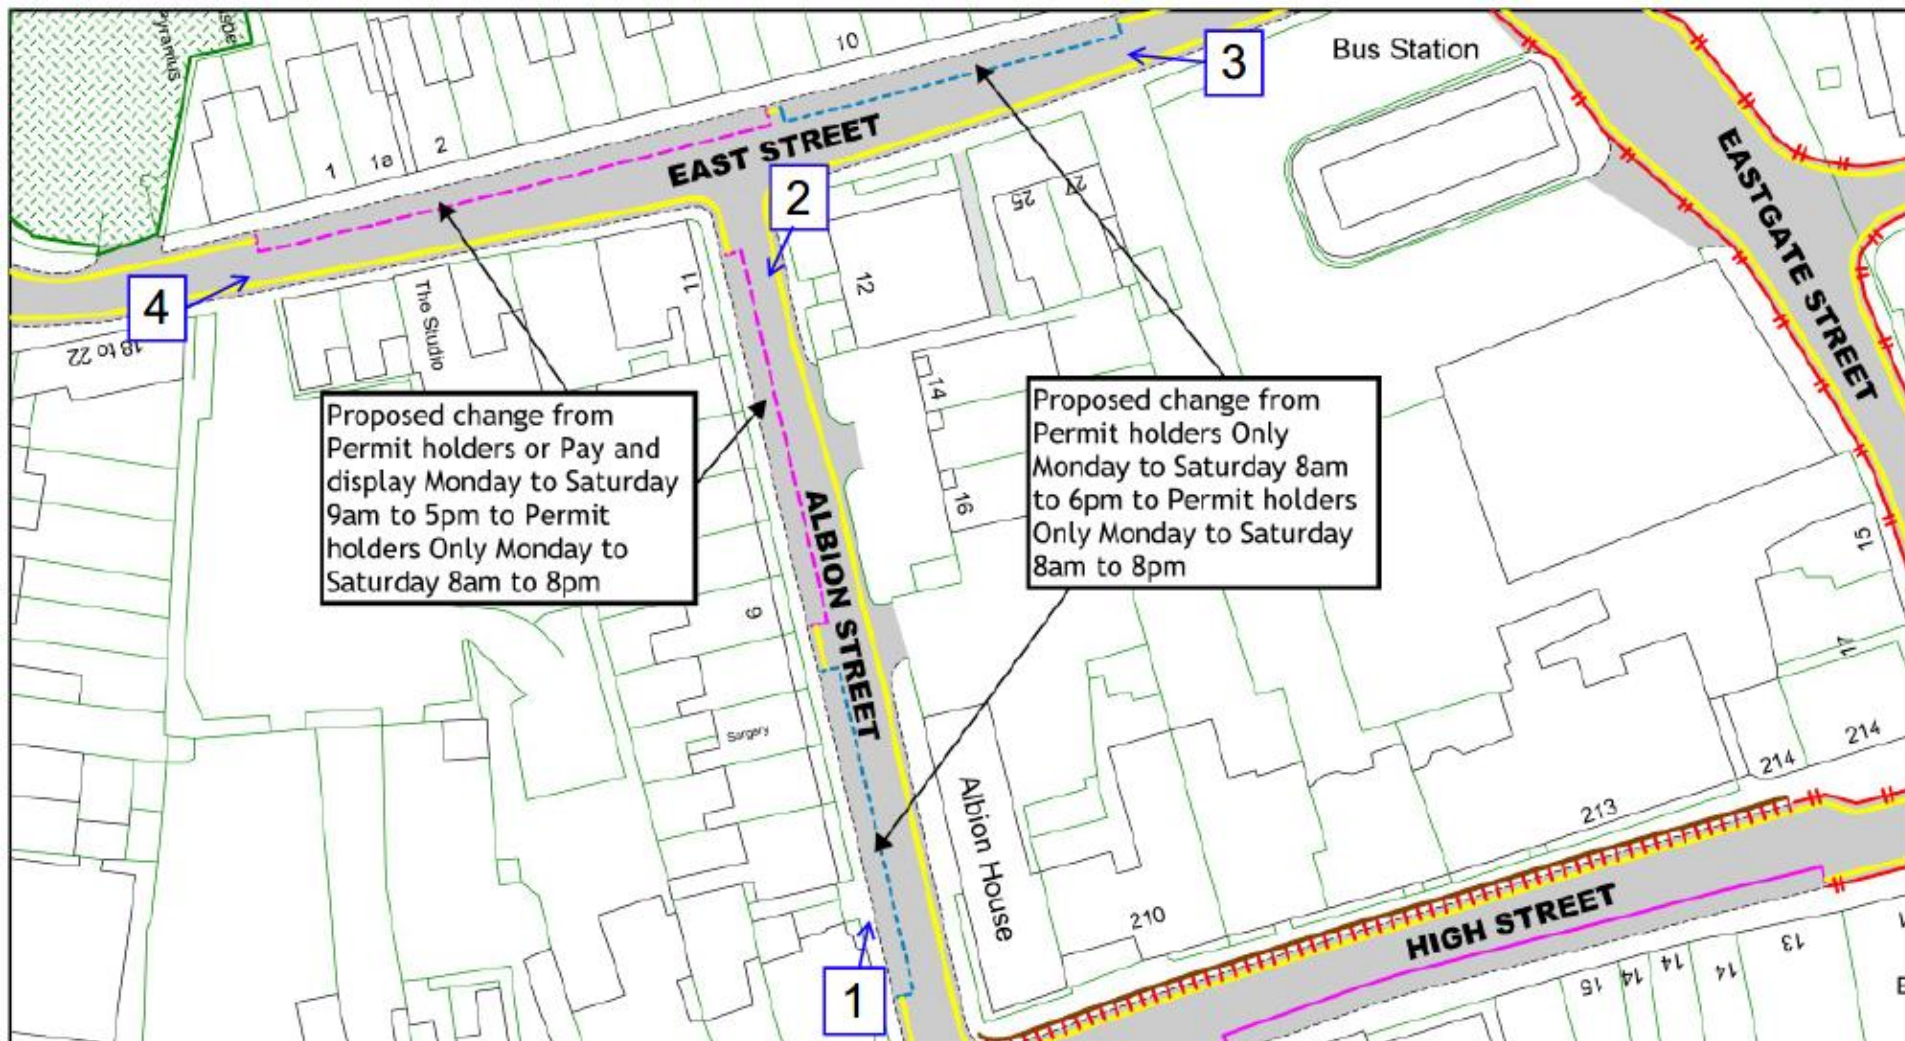 Pyramus
10
3
Bus Station
1
1a
2
EAST STREET
2
25
27
EASTGATE STREET
4
The Studio
11
12
18 to 22
14
16
Proposed change from
Permit holders or Pay and
display Monday to Saturday
9am to 5pm to Permit
holders Only Monday to
Saturday 8am to 8pm
Proposed change from
Permit holders Only
Monday to Saturday 8am
to 6pm to Permit holders
Only Monday to Saturday
8am to 8pm
ALBION STREET
9
15
17
Surgery
Albion House
214
214
213
210
HIGH STREET
1
15
14
14
14
13